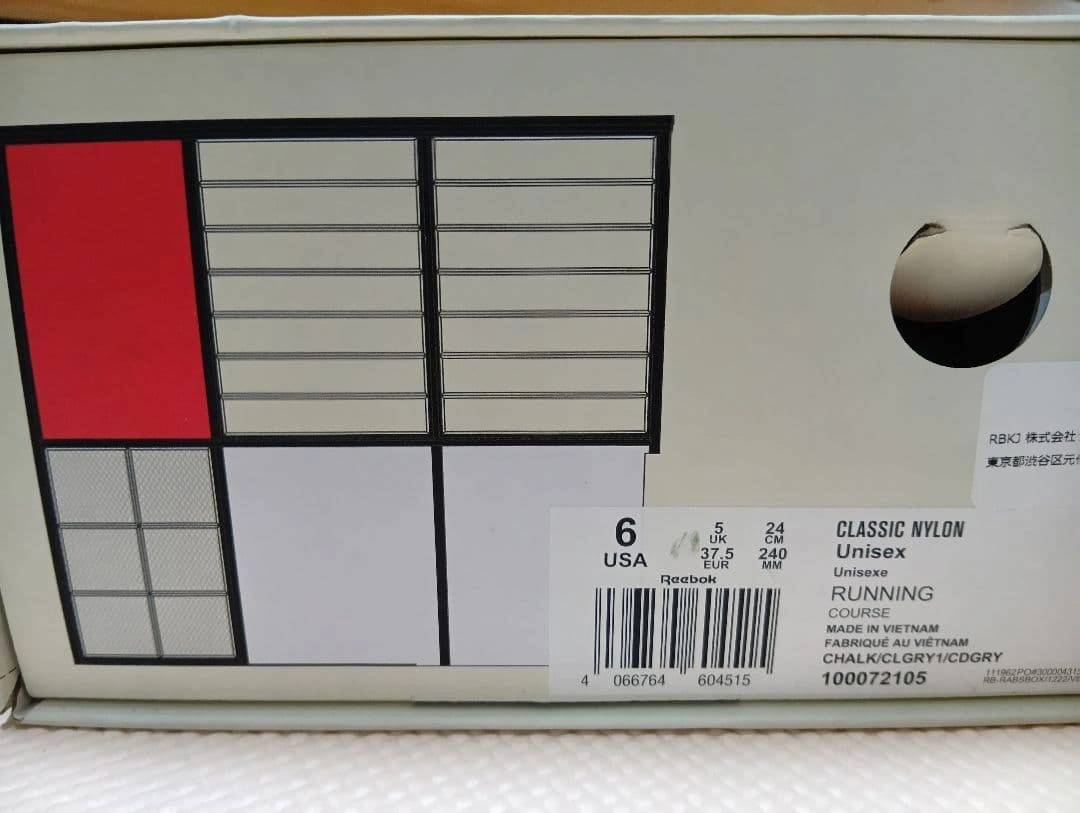 RBKJ 株式会社
東京都渋谷区元
6
USA
5
UK
37.5
EUR
24
CM
240
MM
Reebok
4 066764 604515
CLASSIC NYLON
Unisex
Unisexe
RUNNING
COURSE
MADE IN VIETNAM
FABRIQUÉ AU VIÊTNAM
CHALK/CLGRY1/CDGRY
100072105